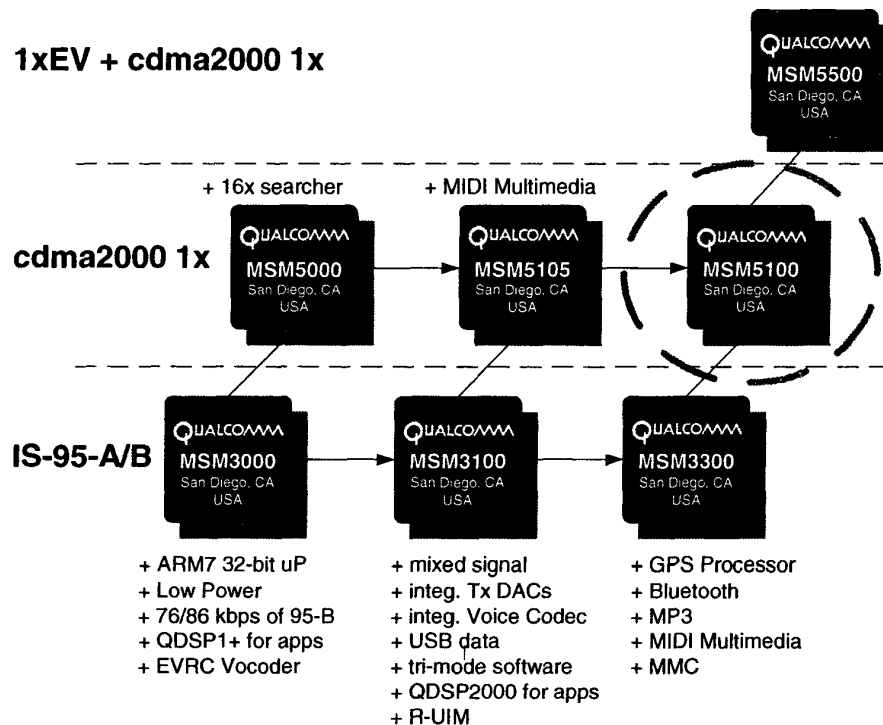 1xEV + cdma2000 1x
QUALCOMM
MSM5500
San Diego, CA
USA
+ 16x searcher
+ MIDI Multimedia
cdma2000 1x
QUALCOMM
MSM5000
San Diego, CA
USA
QUALCOMM
MSM5105
San Diego, CA
USA
QUALCOMM
MSM5100
San Diego, CA
USA
IS-95-A/B
QUALCOMM
MSM3000
San Diego, CA
USA
QUALCOMM
MSM3100
San Diego, CA
USA
QUALCOMM
MSM3300
San Diego, CA
USA
+ ARM7 32-bit uP
+ Low Power
+ 76/86 kbps of 95-B
+ QDSP1+ for apps
+ EVRC Vocoder
+ mixed signal
+ integ. Tx DACs
+ integ. Voice Codec
+ USB data
+ tri-mode software
+ QDSP2000 for apps
+ R-UIM
+ GPS Processor
+ Bluetooth
+ MP3
+ MIDI Multimedia
+ MMC